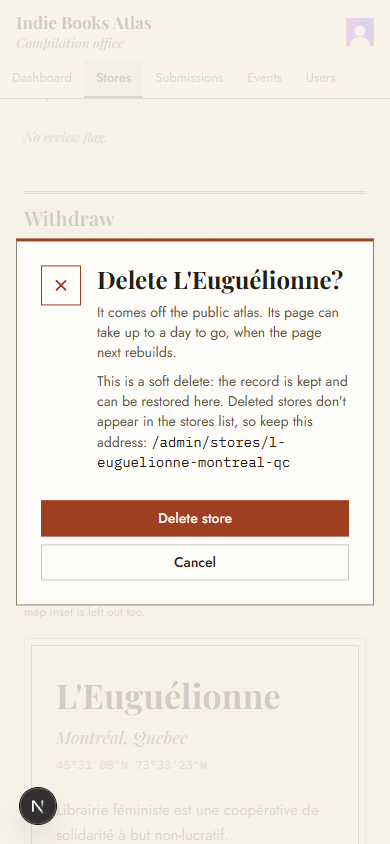 Indie Books Atlas
Compilation office
Dashboard Stores Submissions Events Users
No review flag.
Withdraw
Delete L'Euguélionne?
It comes off the public atlas. Its page can
take up to a day to go, when the page
next rebuilds.
This is a soft delete: the record is kept and
can be restored here. Deleted stores don't
appear in the stores list, so keep this
address: /admin/stores/l-
euguelionne-montreal-qc
Delete store
Cancel
map inset is left out too.
L'Euguélionne
Montréal, Quebec
45°31′08″N 73°33′23″W
Librairie féministe est une coopérative de
solidarité à but non-lucratif.
N